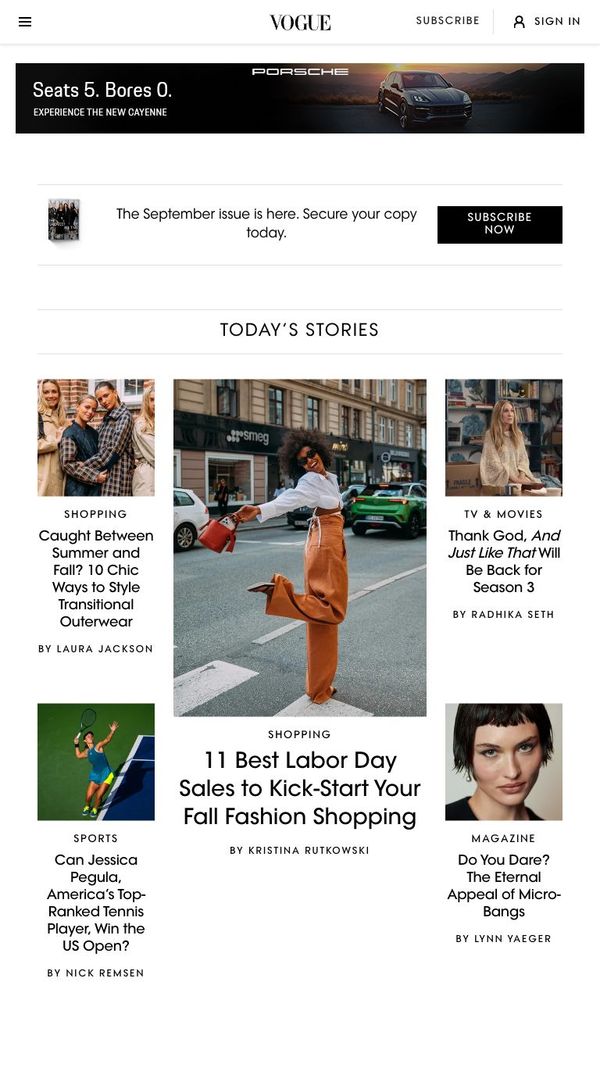 VOGUE
SUBSCRIBE
SIGN IN
PORSCHE
Seats 5. Bores 0.
EXPERIENCE THE NEW CAYENNE
The September issue is here. Secure your copy
today.
SUBSCRIBE
NOW
TODAY'S STORIES
SHOPPING
Caught Between
Summer and
Fall? 10 Chic
Ways to Style
Transitional
Outerwear
BY LAURA JACKSON
SPORTS
Can Jessica
Pegula,
America's Top-
Ranked Tennis
Player, Win the
US Open?
BY NICK REMSEN
smeg
SHOPPING
11 Best Labor Day
Sales to Kick-Start Your
Fall Fashion Shopping
BY KRISTINA RUTKOWSKI
TV & MOVIES
Thank God, And
Just Like That Will
Be Back for
Season 3
BY RADHIKA SETH
MAGAZINE
Do You Dare?
The Eternal
Appeal of Micro-
Bangs
BY LYNN YAEGER